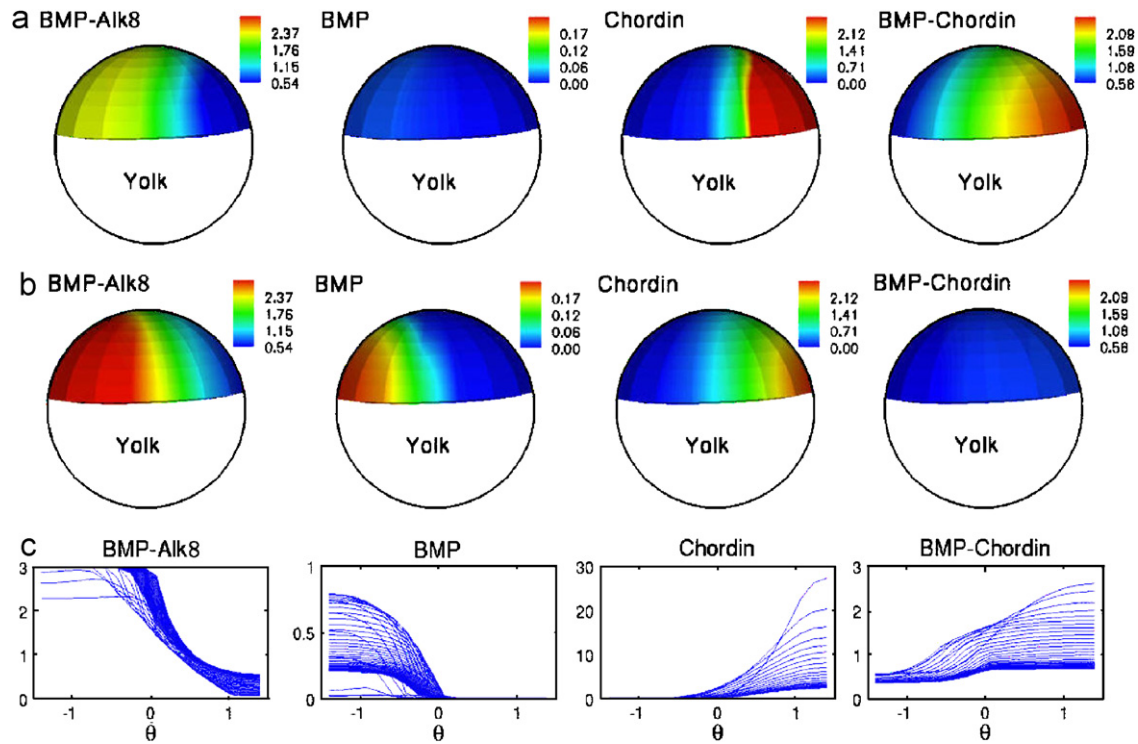 a BMP-Alk8 BMP Chordin BMP-Chordin
2.37 0.17 2.12 2.09
1.76 0.12 1.41 1.59
1.15 0.06 0.71 1.08
0.54 0.00 0.00 0.58
Yolk Yolk Yolk Yolk
b BMP-Alk8 BMP Chordin BMP-Chordin
2.37 0.17 2.12 2.09
1.76 0.12 1.41 1.59
1.15 0.06 0.71 1.08
0.54 0.00 0.00 0.58
Yolk Yolk Yolk Yolk
c BMP-Alk8 BMP Chordin BMP-Chordin
3 1 30 3
2 20 2
0.5
1 10 1
0 0 0 0
-1 0 1 -1 0 1 -1 0 1 -1 0 1
θ θ θ θ